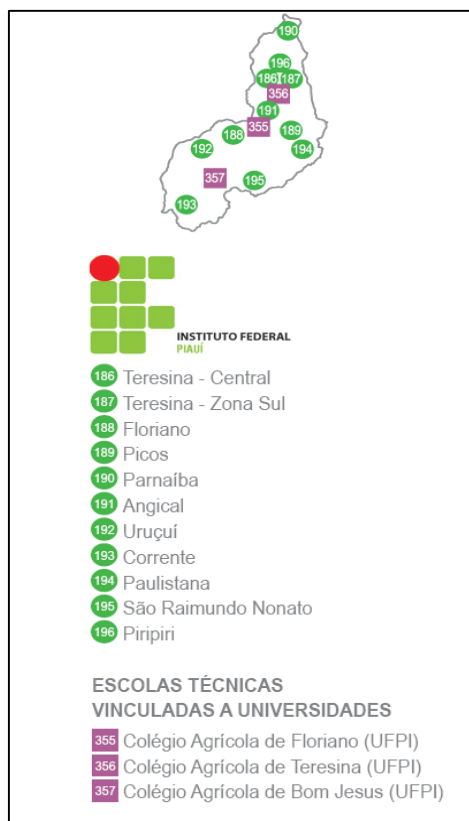 190
196
186 187
356
191
355
188
189
192
194
357
195
193
INSTITUTO FEDERAL
PIAUÍ
186 Teresina - Central
187 Teresina - Zona Sul
188 Floriano
189 Picos
190 Parnaíba
191 Angical
192 Uruçuí
193 Corrente
194 Paulistana
195 São Raimundo Nonato
196 Piripiri
ESCOLAS TÉCNICAS
VINCULADAS A UNIVERSIDADES
355 Colégio Agrícola de Floriano (UFPI)
356 Colégio Agrícola de Teresina (UFPI)
357 Colégio Agrícola de Bom Jesus (UFPI)